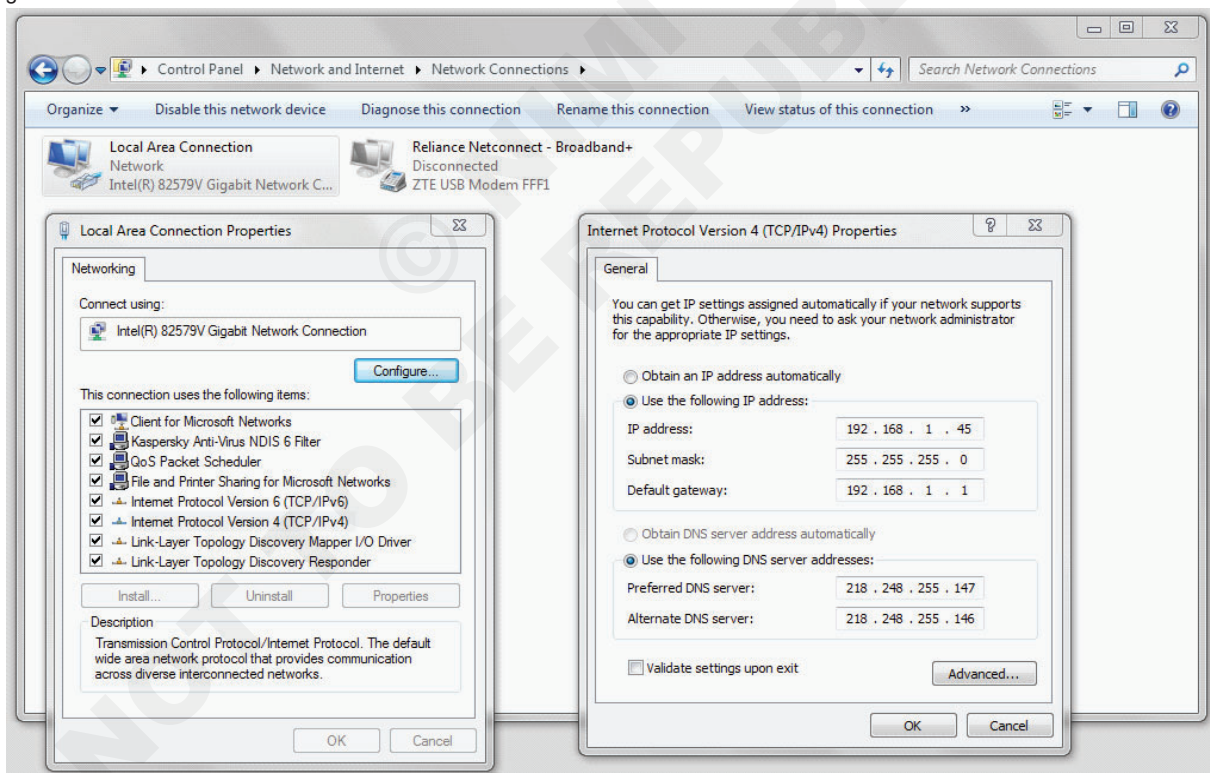 Control Panel Network and Internet Network Connections
Search Network Connections
Organize Disable this network device Diagnose this connection Rename this connection View status of this connection »
Local Area Connection
Network
Intel(R) 82579V Gigabit Network C...
Reliance Netconnect - Broadband+
Disconnected
ZTE USB Modem FFF1
Local Area Connection Properties
Networking
Connect using:
Intel(R) 82579V Gigabit Network Connection
Configure...
This connection uses the following items:
Client for Microsoft Networks
Kaspersky Anti-Virus NDIS 6 Filter
QoS Packet Scheduler
File and Printer Sharing for Microsoft Networks
Internet Protocol Version 6 (TCP/IPv6)
Internet Protocol Version 4 (TCP/IPv4)
Link-Layer Topology Discovery Mapper I/O Driver
Link-Layer Topology Discovery Responder
Install... Uninstall Properties
Description
Transmission Control Protocol/Internet Protocol. The default
wide area network protocol that provides communication
across diverse interconnected networks.
OK Cancel
Internet Protocol Version 4 (TCP/IPv4) Properties
General
You can get IP settings assigned automatically if your network supports
this capability. Otherwise, you need to ask your network administrator
for the appropriate IP settings.
Obtain an IP address automatically
Use the following IP address:
IP address: 192 . 168 . 1 . 45
Subnet mask: 255 . 255 . 255 . 0
Default gateway: 192 . 168 . 1 . 1
Obtain DNS server address automatically
Use the following DNS server addresses:
Preferred DNS server: 218 . 248 . 255 . 147
Alternate DNS server: 218 . 248 . 255 . 146
Validate settings upon exit
Advanced...
OK Cancel
© NIMI
NOT TO BE REPUB